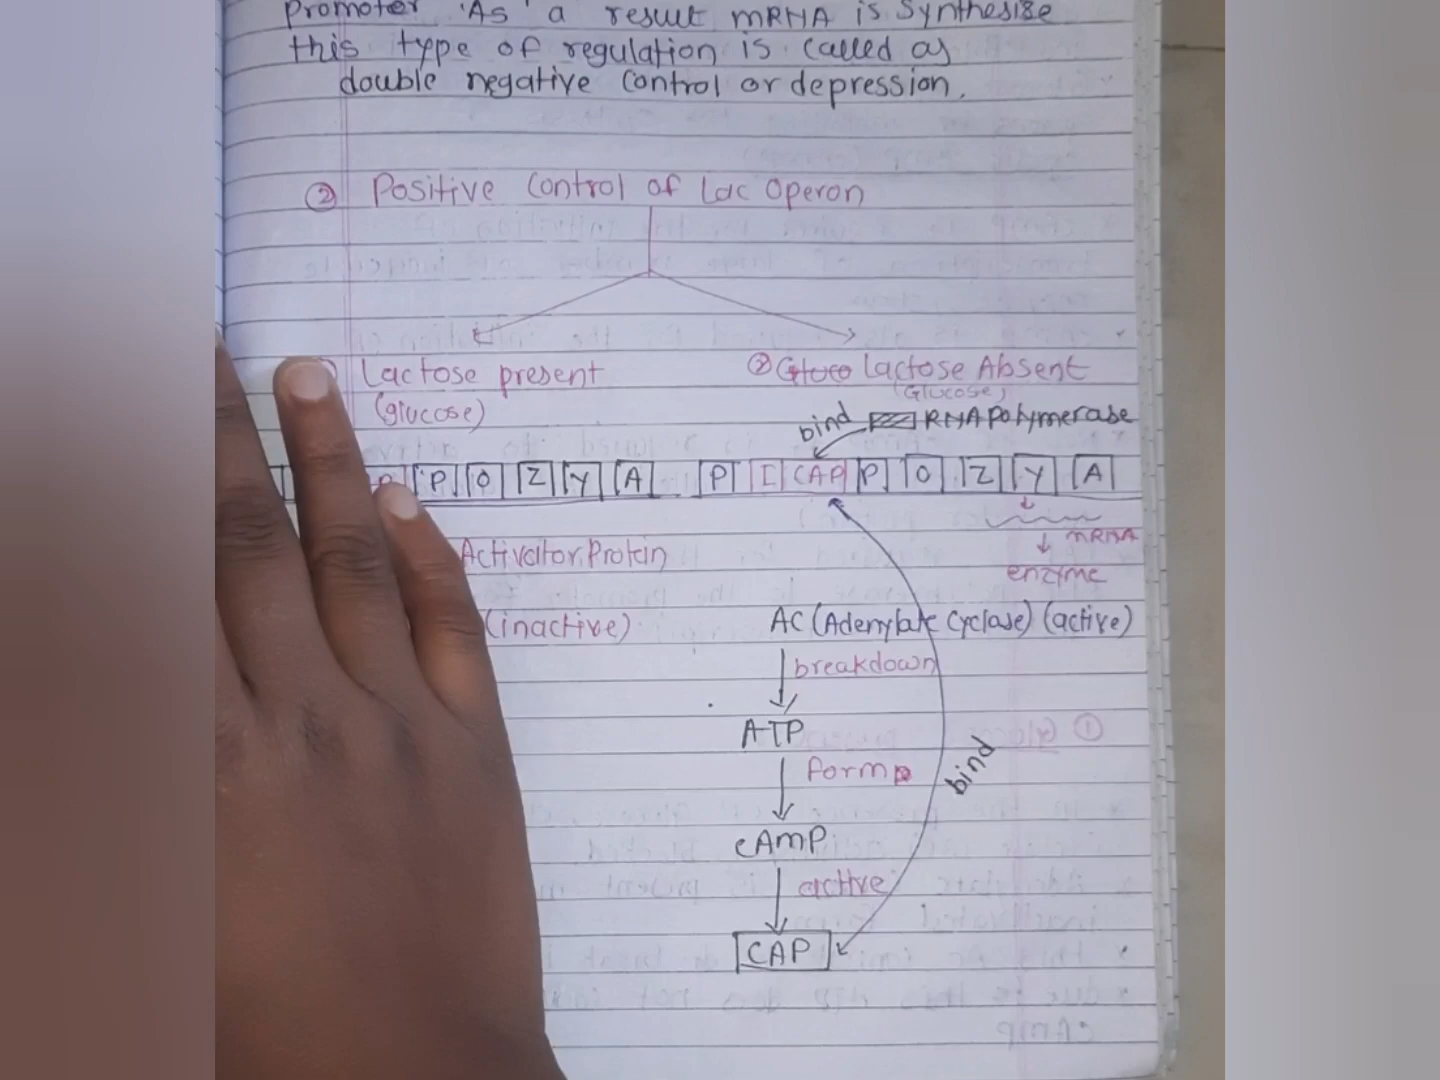 promoter. As a result mRNA is synthesise
this type of regulation is called as
double negative control or depression.
② Positive Control of Lac Operon
Lactose present
(glucose)
② Gluco Lactose Absent
(Glucose)
bind RNA polymerase
P O Z Y A
P I CAP P O Z Y A
mRNA
enzyme
Activator Protein
(inactive)
AC (Adenylate Cyclase) (active)
breakdown
ATP
form
bind
cAMP
active
CAP